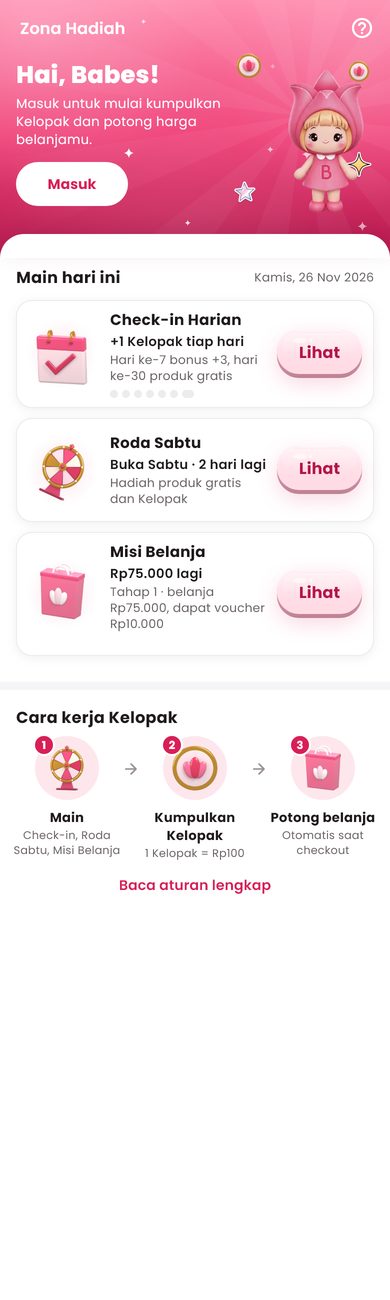 Zona Hadiah
Hai, Babes!
Masuk untuk mulai kumpulkan
Kelopak dan potong harga
belanjamu.
Masuk
B
Main hari ini
Kamis, 26 Nov 2026
Check-in Harian
+1 Kelopak tiap hari
Hari ke-7 bonus +3, hari
ke-30 produk gratis
Lihat
Roda Sabtu
Buka Sabtu · 2 hari lagi
Hadiah produk gratis
dan Kelopak
Lihat
Misi Belanja
Rp75.000 lagi
Tahap 1 · belanja
Rp75.000, dapat voucher
Rp10.000
Lihat
Cara kerja Kelopak
1
Main
Check-in, Roda
Sabtu, Misi Belanja
2
Kumpulkan
Kelopak
1 Kelopak = Rp100
3
Potong belanja
Otomatis saat
checkout
Baca aturan lengkap